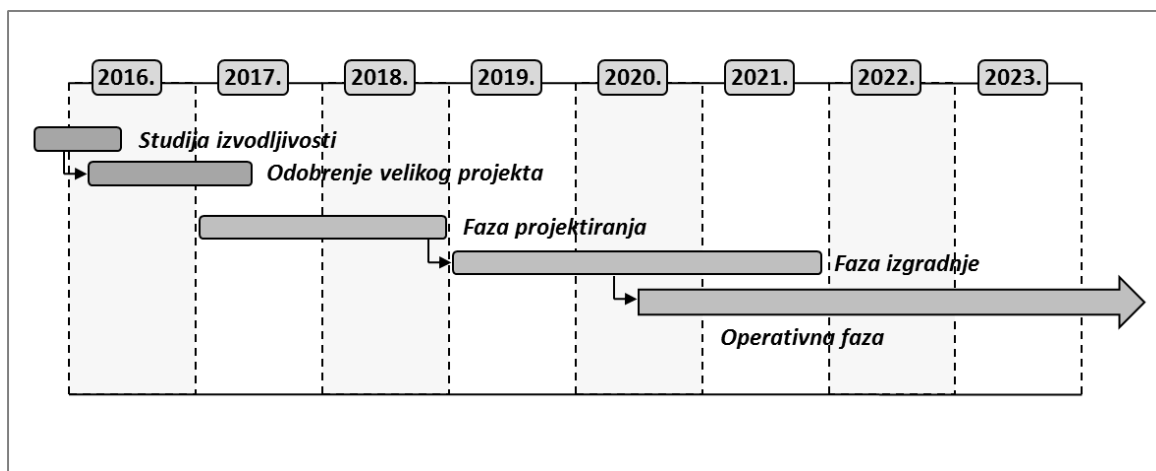 2016. 2017. 2018. 2019. 2020. 2021. 2022. 2023.
Studija izvodljivosti
Odobrenje velikog projekta
Faza projektiranja
Faza izgradnje
Operativna faza